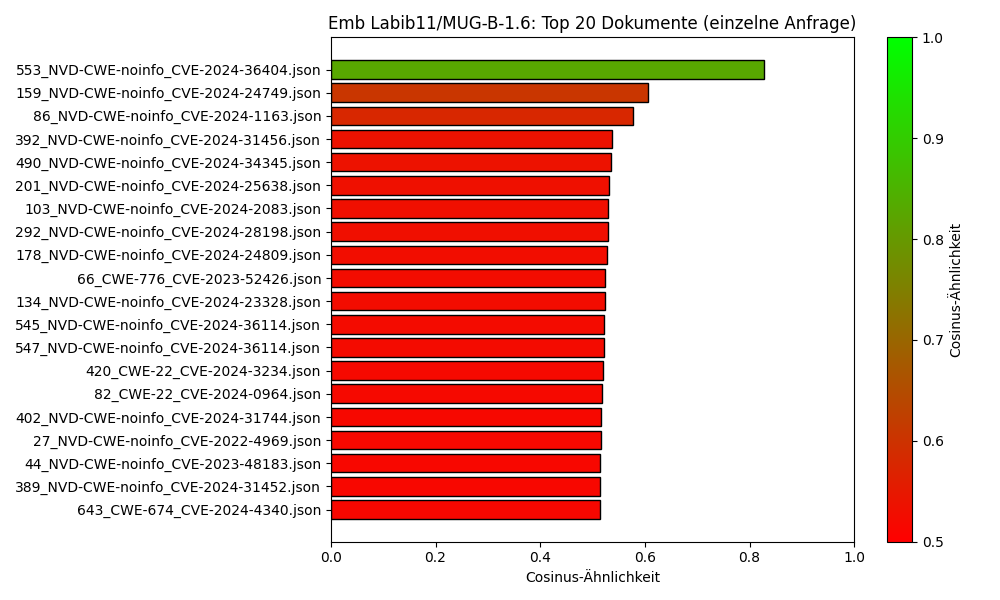 Emb Labib11/MUG-B-1.6: Top 20 Dokumente (einzelne Anfrage)
553_NVD-CWE-noinfo_CVE-2024-36404.json
159_NVD-CWE-noinfo_CVE-2024-24749.json
86_NVD-CWE-noinfo_CVE-2024-1163.json
392_NVD-CWE-noinfo_CVE-2024-31456.json
490_NVD-CWE-noinfo_CVE-2024-34345.json
201_NVD-CWE-noinfo_CVE-2024-25638.json
103_NVD-CWE-noinfo_CVE-2024-2083.json
292_NVD-CWE-noinfo_CVE-2024-28198.json
178_NVD-CWE-noinfo_CVE-2024-24809.json
66_CWE-776_CVE-2023-52426.json
134_NVD-CWE-noinfo_CVE-2024-23328.json
545_NVD-CWE-noinfo_CVE-2024-36114.json
547_NVD-CWE-noinfo_CVE-2024-36114.json
420_CWE-22_CVE-2024-3234.json
82_CWE-22_CVE-2024-0964.json
402_NVD-CWE-noinfo_CVE-2024-31744.json
27_NVD-CWE-noinfo_CVE-2022-4969.json
44_NVD-CWE-noinfo_CVE-2023-48183.json
389_NVD-CWE-noinfo_CVE-2024-31452.json
643_CWE-674_CVE-2024-4340.json
0.0 0.2 0.4 0.6 0.8 1.0
Cosinus-Ähnlichkeit
1.0
0.9
0.8
0.7
0.6
0.5
Cosinus-Ähnlichkeit